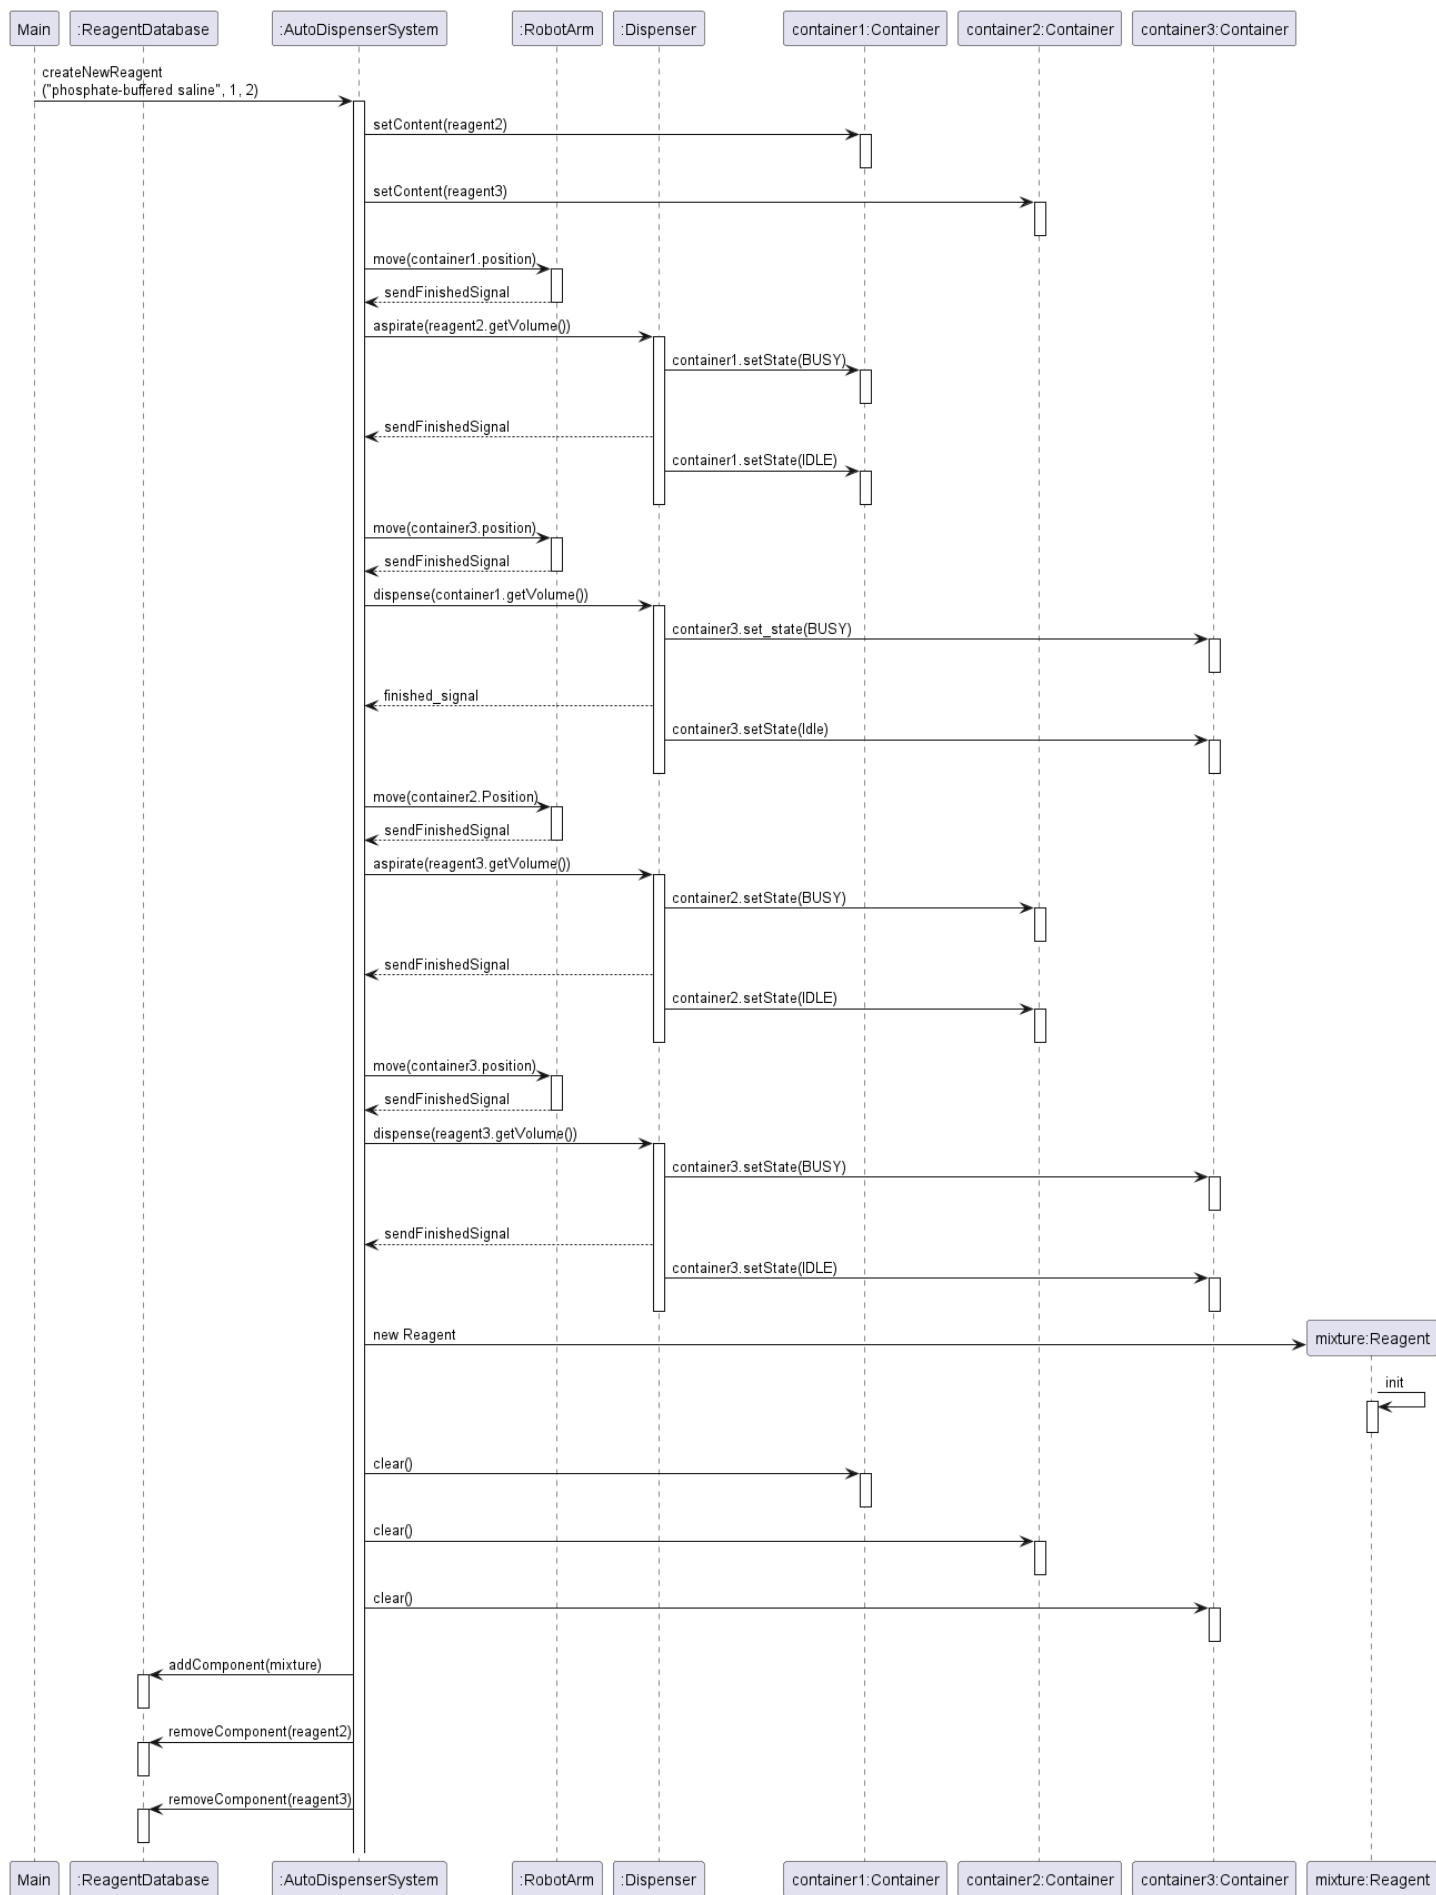 Main
:ReagentDatabase
:AutoDispenserSystem
:RobotArm
:Dispenser
container1:Container
container2:Container
container3:Container
createNewReagent
("phosphate-buffered saline", 1, 2)
setContent(reagent2)
setContent(reagent3)
move(container1.position)
sendFinishedSignal
aspirate(reagent2.getVolume())
container1.setState(BUSY)
sendFinishedSignal
container1.setState(IDLE)
move(container3.position)
sendFinishedSignal
dispense(container1.getVolume())
container3.set_state(BUSY)
finished_signal
container3.setState(Idle)
move(container2.Position)
sendFinishedSignal
aspirate(reagent3.getVolume())
container2.setState(BUSY)
sendFinishedSignal
container2.setState(IDLE)
move(container3.position)
sendFinishedSignal
dispense(reagent3.getVolume())
container3.setState(BUSY)
sendFinishedSignal
container3.setState(IDLE)
new Reagent
mixture:Reagent
init
clear()
clear()
clear()
addComponent(mixture)
removeComponent(reagent2)
removeComponent(reagent3)
Main
:ReagentDatabase
:AutoDispenserSystem
:RobotArm
:Dispenser
container1:Container
container2:Container
container3:Container
mixture:Reagent